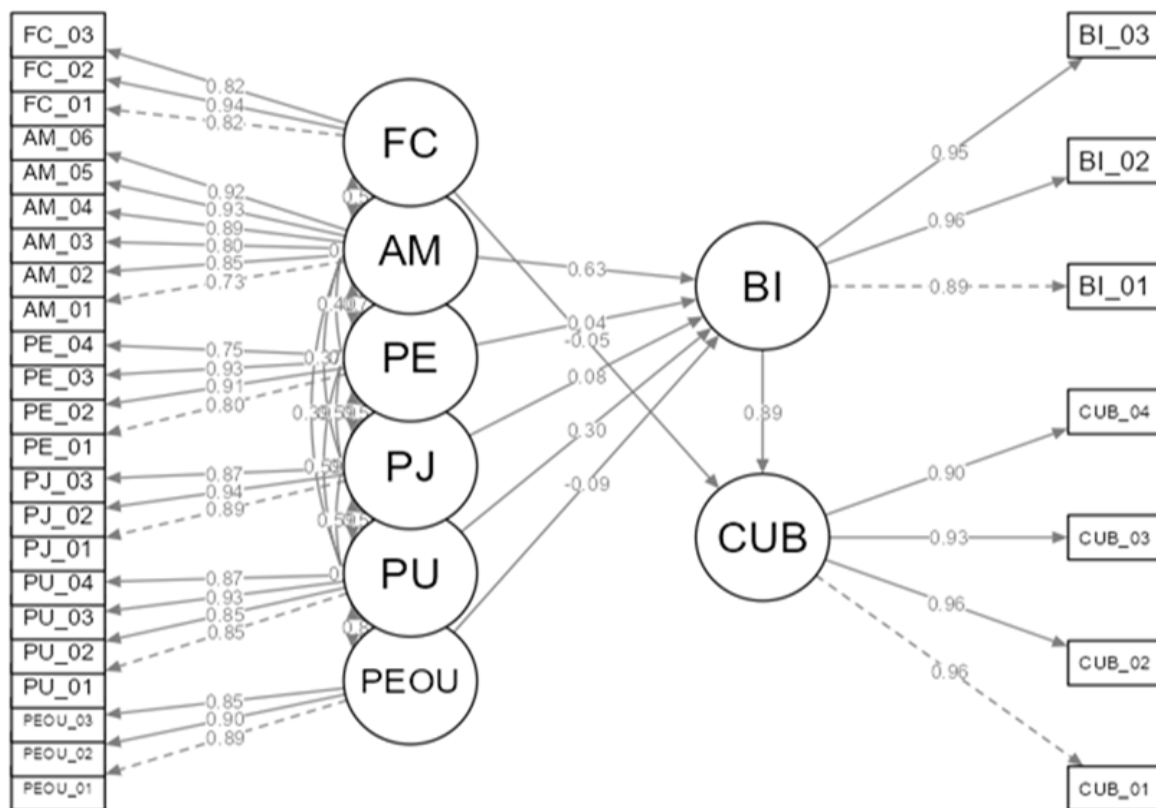 FC_03
FC_02
FC_01
AM_06
AM_05
AM_04
AM_03
AM_02
AM_01
PE_04
PE_03
PE_02
PE_01
PJ_03
PJ_02
PJ_01
PU_04
PU_03
PU_02
PU_01
PEOU_03
PEOU_02
PEOU_01
0.82
0.94
0.82
0.92
0.93
0.89
0.80
0.85
0.73
0.75
0.93
0.91
0.80
0.87
0.94
0.89
0.87
0.93
0.85
0.85
0.85
0.90
0.89
FC
AM
PE
PJ
PU
PEOU
0.63
0.04
-0.05
0.08
0.30
-0.09
BI
0.89
CUB
0.95
0.96
0.89
0.90
0.93
0.96
0.96
BI_03
BI_02
BI_01
CUB_04
CUB_03
CUB_02
CUB_01